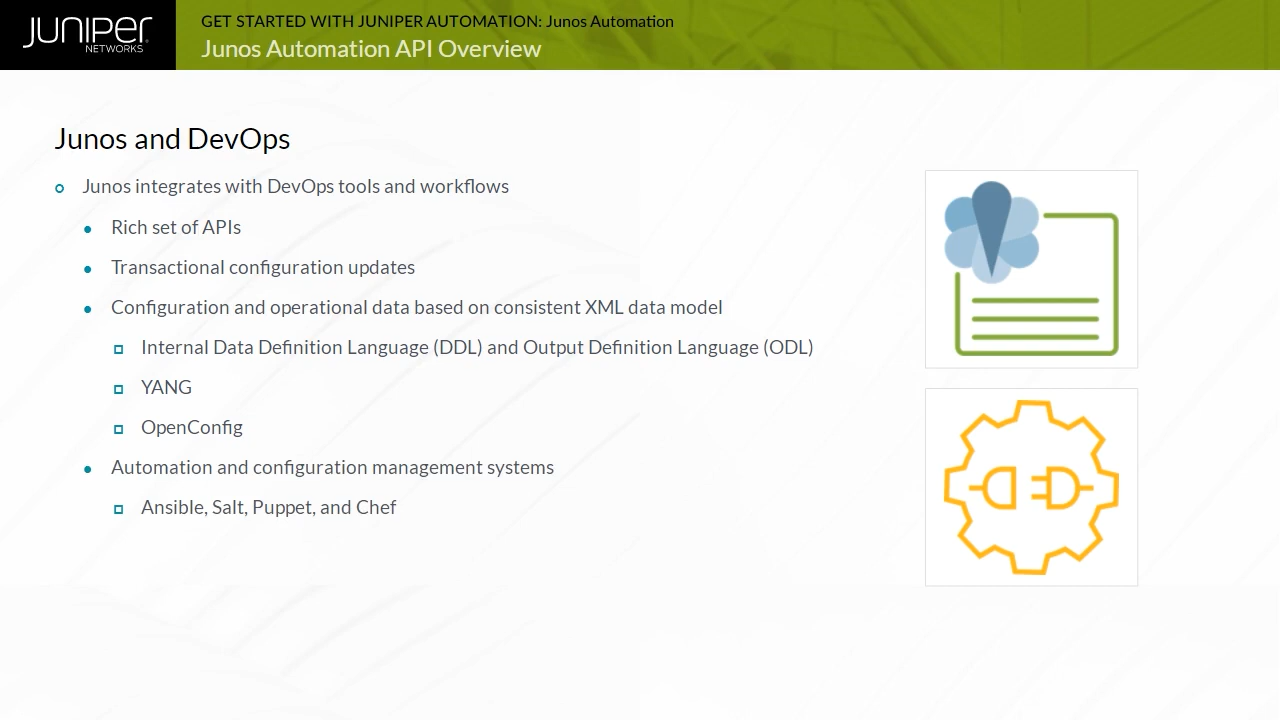 JUNIPER
NETWORKS
GET STARTED WITH JUNIPER AUTOMATION: Junos Automation
Junos Automation API Overview
Junos and DevOps
Junos integrates with DevOps tools and workflows
Rich set of APIs
Transactional configuration updates
Configuration and operational data based on consistent XML data model
Internal Data Definition Language (DDL) and Output Definition Language (ODL)
YANG
OpenConfig
Automation and configuration management systems
Ansible, Salt, Puppet, and Chef